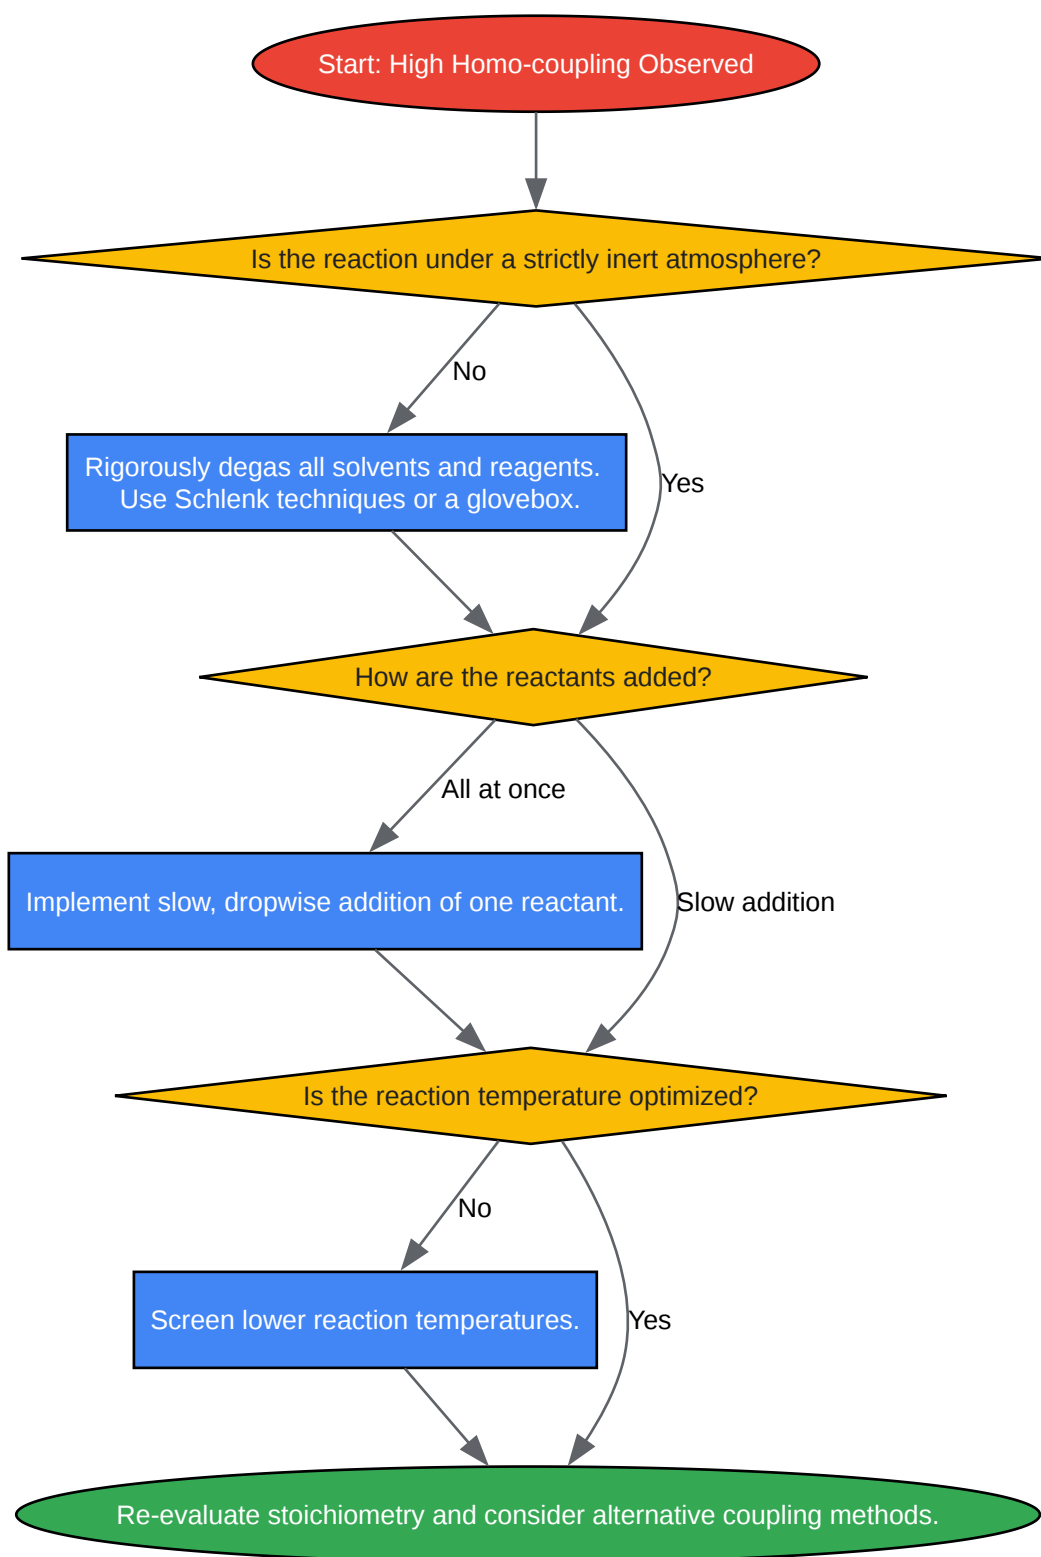 Start: High Homo-coupling Observed
Is the reaction under a strictly inert atmosphere?
No
Rigorously degas all solvents and reagents.
Use Schlenk techniques or a glovebox.
Yes
How are the reactants added?
All at once
Implement slow, dropwise addition of one reactant.
Slow addition
Is the reaction temperature optimized?
No
Screen lower reaction temperatures.
Yes
Re-evaluate stoichiometry and consider alternative coupling methods.